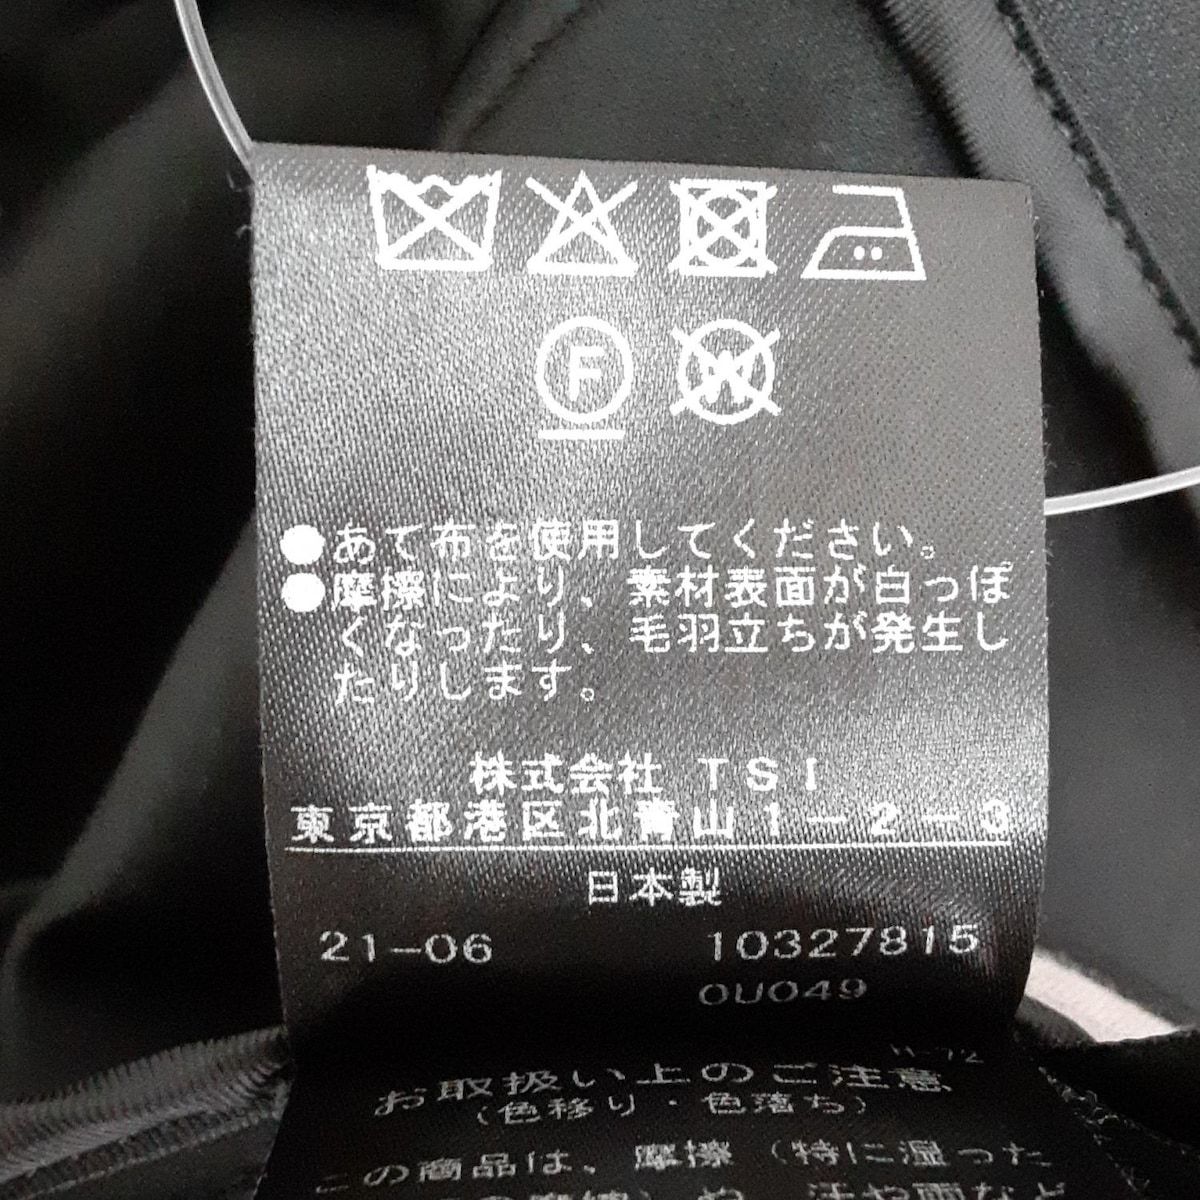 F W
●あて布を使用してください。
●摩擦により、素材表面が白っぽ
くなったり、毛羽立ちが発生し
たりします。
株式会社 TSI
東京都港区北青山1-2-3
日本製
21-06 10327815
0U049
お取扱い上のご注意
(色移り・色落ち)
この商品は、摩擦(特に湿った